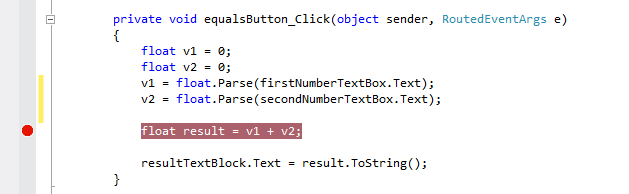 private void equalsButton_Click(object sender, RoutedEventArgs e)
{
float v1 = 0;
float v2 = 0;
v1 = float.Parse(firstNumberTextBox.Text);
v2 = float.Parse(secondNumberTextBox.Text);
float result = v1 + v2;
resultTextBlock.Text = result.ToString();
}